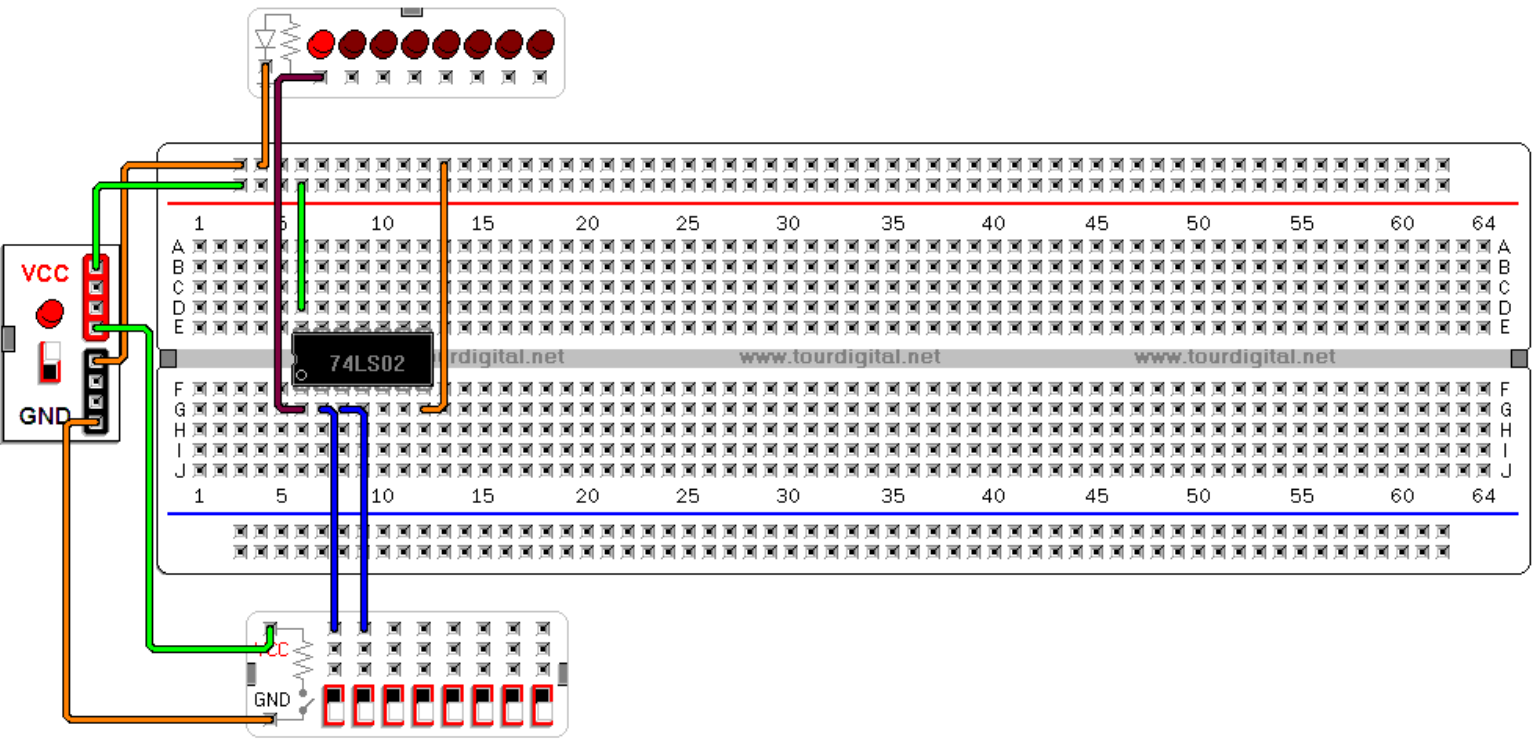 1 5 10 15 20 25 30 35 40 45 50 55 60 64
A A
B B
VCC
C C
D D
E E
74LS02 urdigital.net www.tourdigital.net www.tourdigital.net
F F
GND
G G
H H
I I
J J
1 5 10 15 20 25 30 35 40 45 50 55 60 64
VCC
GND